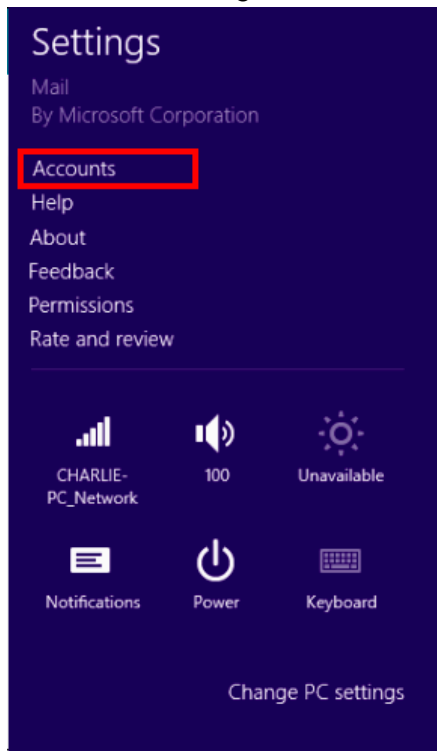 Settings
Mail
By Microsoft Corporation
Accounts
Help
About
Feedback
Permissions
Rate and review
CHARLIE-
PC_Network
100
Unavailable
Notifications
Power
Keyboard
Change PC settings